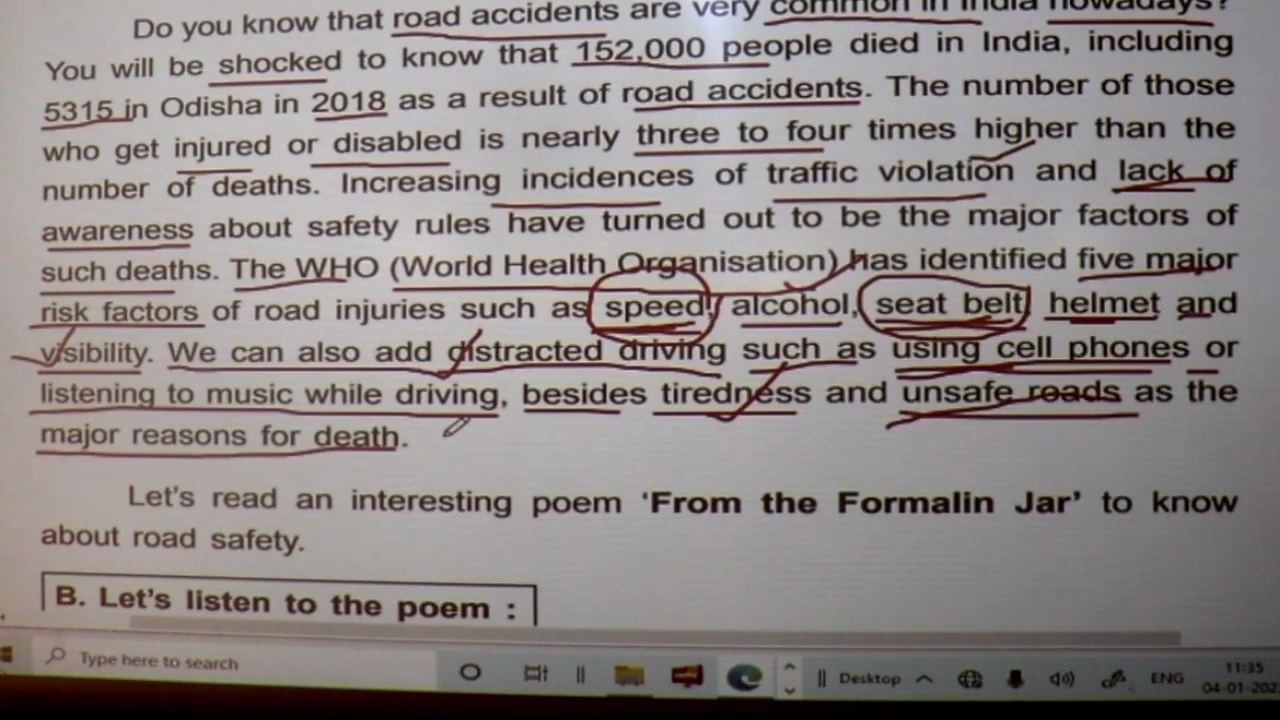 Do you know that road accidents are very common in India nowadays?
You will be shocked to know that 152,000 people died in India, including
5315 in Odisha in 2018 as a result of road accidents. The number of those
who get injured or disabled is nearly three to four times higher than the
number of deaths. Increasing incidences of traffic violation and lack of
awareness about safety rules have turned out to be the major factors of
such deaths. The WHO (World Health Organisation) has identified five major
risk factors of road injuries such as speed, alcohol, seat belt, helmet and
visibility. We can also add distracted driving such as using cell phones or
listening to music while driving, besides tiredness and unsafe roads as the
major reasons for death.
Let's read an interesting poem 'From the Formalin Jar' to know
about road safety.
B. Let's listen to the poem :
Type here to search
Desktop
ENG
11:35
04-01-202